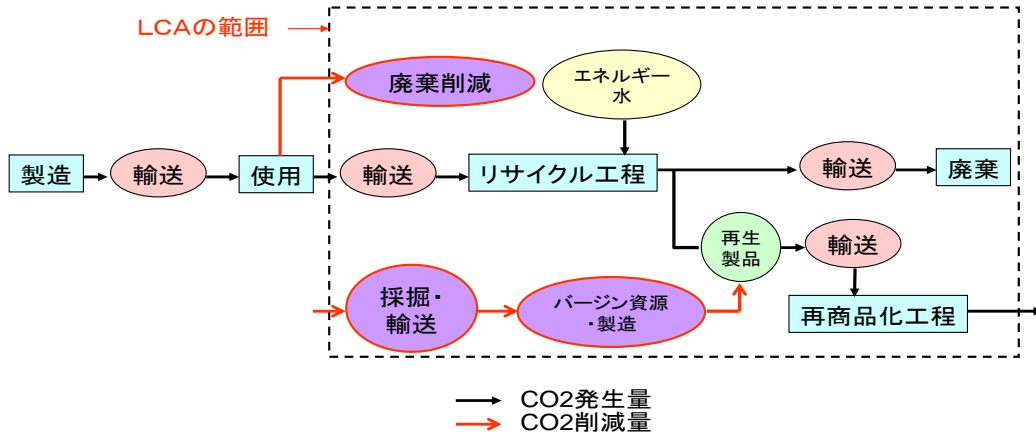 LCAの範囲
廃棄削減
エネルギー
水
製造
輸送
使用
輸送
リサイクル工程
輸送
廃棄
再生
製品
輸送
採掘・
輸送
バージン資源
・製造
再商品化工程
CO2発生量
CO2削減量